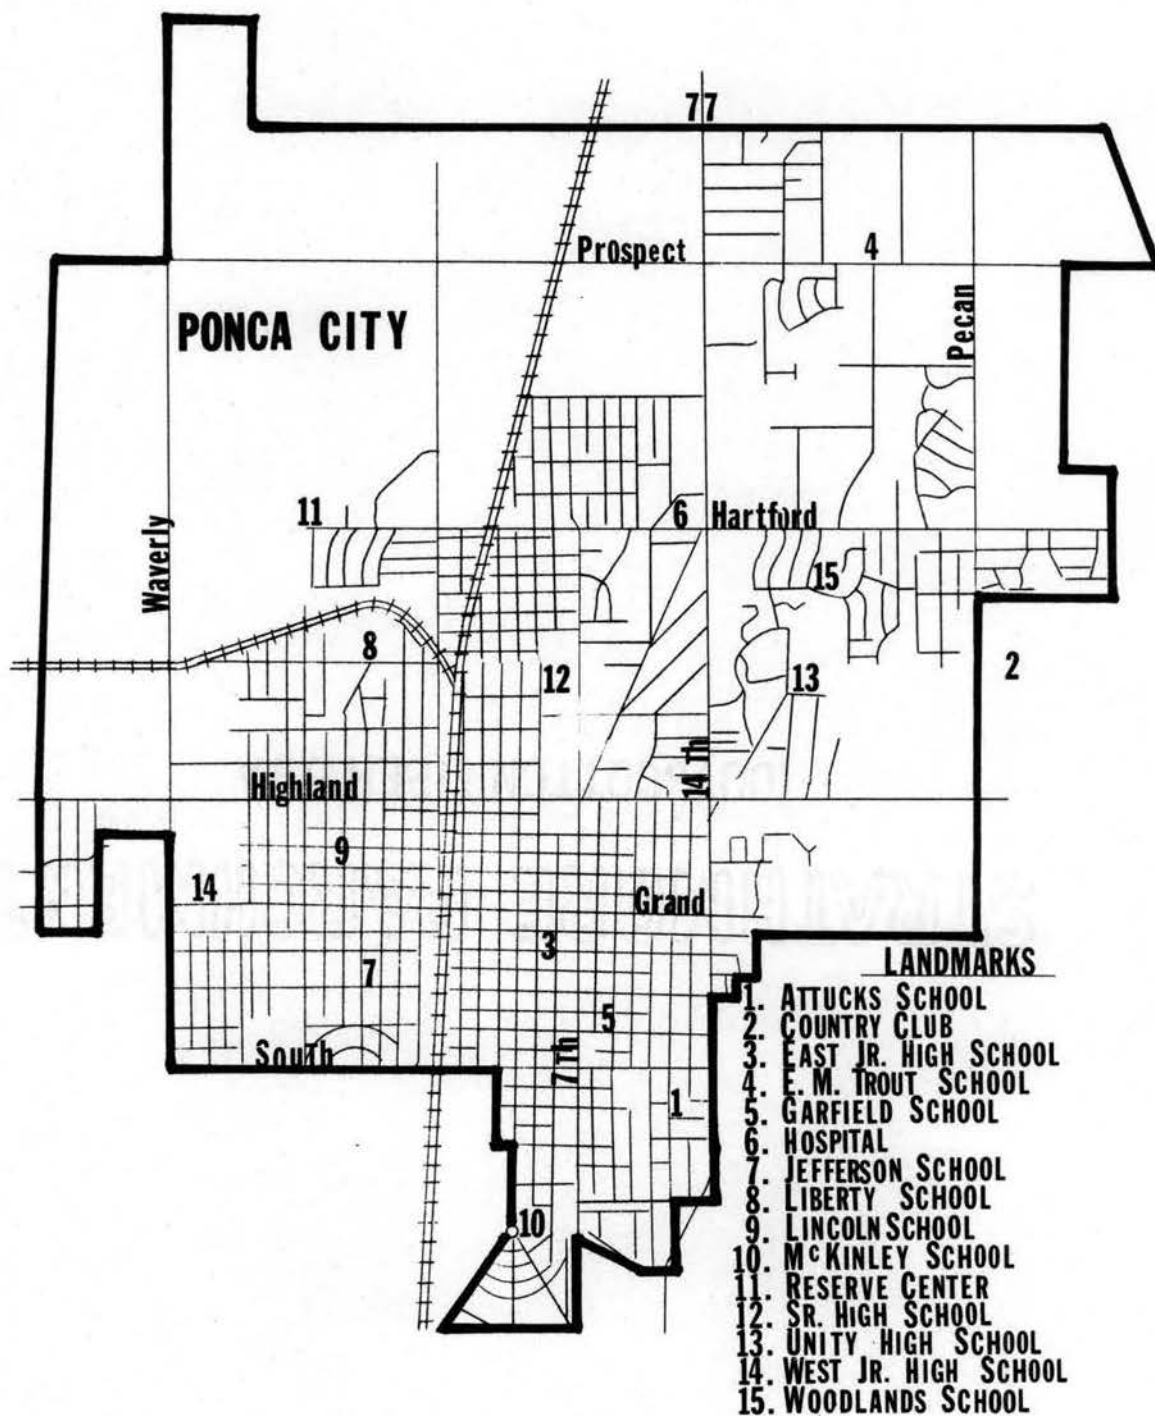 77
Prospect
4
PONCA CITY
Pecan
11
6
Hartford
Waverly
15
8
12
13
2
14 Th
Highland
9
14
Grand
3
7
5
South
7 Th
1
10
LANDMARKS
1. ATTUCKS SCHOOL
2. COUNTRY CLUB
3. EAST JR. HIGH SCHOOL
4. E. M. TROUT SCHOOL
5. GARFIELD SCHOOL
6. HOSPITAL
7. JEFFERSON SCHOOL
8. LIBERTY SCHOOL
9. LINCOLN SCHOOL
10. McKINLEY SCHOOL
11. RESERVE CENTER
12. SR. HIGH SCHOOL
13. UNITY HIGH SCHOOL
14. WEST JR. HIGH SCHOOL
15. WOODLANDS SCHOOL